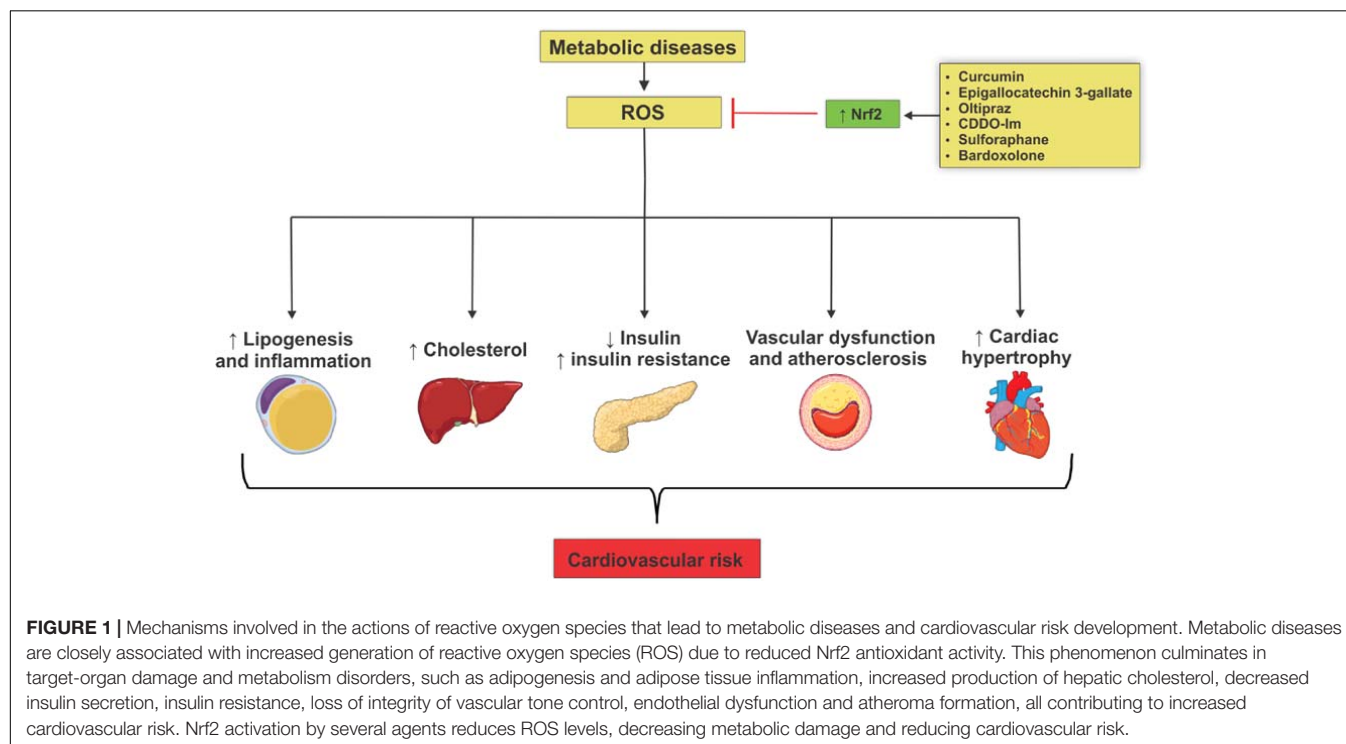 Metabolic diseases
ROS
↑ Nrf2
• Curcumin
• Epigallocatechin 3-gallate
• Oltipraz
• CDDO-Im
• Sulforaphane
• Bardoxolone
↑ Lipogenesis
and inflammation
↑ Cholesterol
↓ Insulin
↑ insulin resistance
Vascular dysfunction
and atherosclerosis
↑ Cardiac
hypertrophy
Cardiovascular risk
FIGURE 1 | Mechanisms involved in the actions of reactive oxygen species that lead to metabolic diseases and cardiovascular risk development. Metabolic diseases
are closely associated with increased generation of reactive oxygen species (ROS) due to reduced Nrf2 antioxidant activity. This phenomenon culminates in
target-organ damage and metabolism disorders, such as adipogenesis and adipose tissue inflammation, increased production of hepatic cholesterol, decreased
insulin secretion, insulin resistance, loss of integrity of vascular tone control, endothelial dysfunction and atheroma formation, all contributing to increased
cardiovascular risk. Nrf2 activation by several agents reduces ROS levels, decreasing metabolic damage and reducing cardiovascular risk.